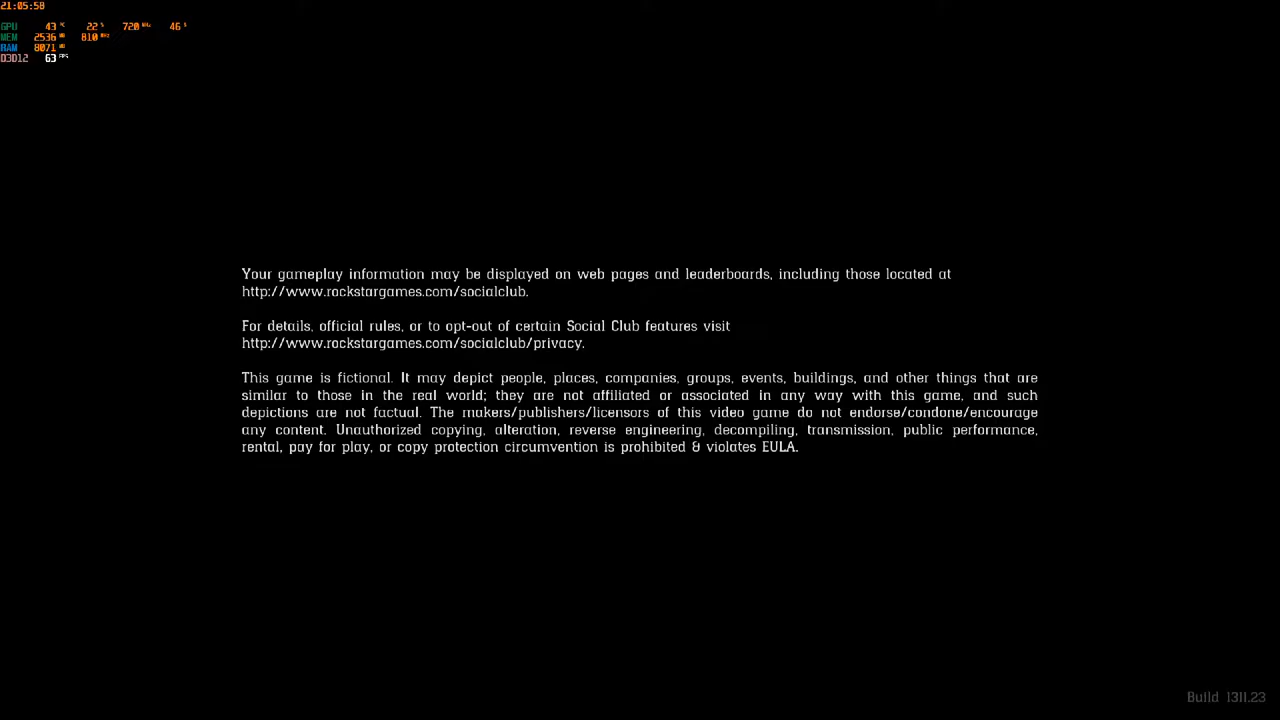 21:05:58
GPU 43 °C 22 % 720 MHz 46 %
MEM 2536 MB 810 MHz
RAM 8071 MB
D3D12 63 FPS
Your gameplay information may be displayed on web pages and leaderboards, including those located at
http://www.rockstargames.com/socialclub.
For details, official rules, or to opt-out of certain Social Club features visit
http://www.rockstargames.com/socialclub/privacy.
This game is fictional. It may depict people, places, companies, groups, events, buildings, and other things that are
similar to those in the real world; they are not affiliated or associated in any way with this game, and such
depictions are not factual. The makers/publishers/licensors of this video game do not endorse/condone/encourage
any content. Unauthorized copying, alteration, reverse engineering, decompiling, transmission, public performance,
rental, pay for play, or copy protection circumvention is prohibited & violates EULA.
Build 1311.23